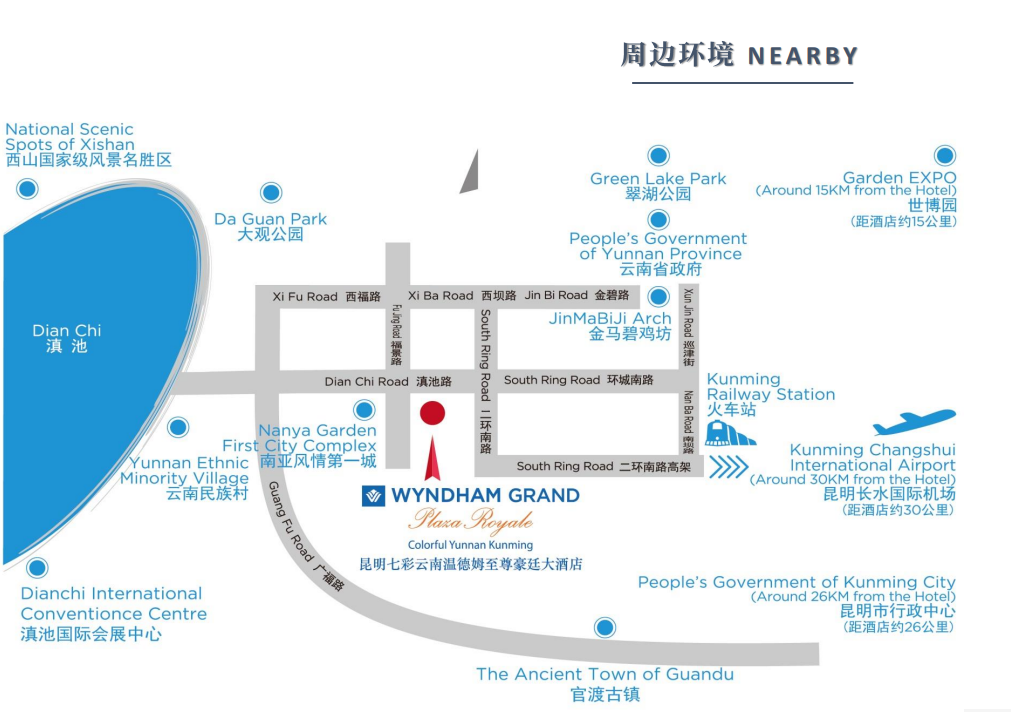 周边环境 NEARBY
National Scenic
Spots of Xishan
西山国家级风景名胜区
Da Guan Park
大观公园
Green Lake Park
翠湖公园
People's Government
of Yunnan Province
云南省政府
Garden EXPO
(Around 15KM from the Hotel)
世博园
(距酒店约15公里)
Xi Fu Road 西福路
Xi Ba Road 西坝路
Jin Bi Road 金碧路
JinMaBiJi Arch
金马碧鸡坊
Fu Jing Road 福景路
South Ring Road 二环南路
Xun Jin Road 巡津街
Dian Chi
滇 池
Dian Chi Road 滇池路
South Ring Road 环城南路
Nan Ba Road 南坝路
Kunming
Railway Station
火车站
Nanya Garden
First City Complex
南亚风情第一城
Yunnan Ethnic
Minority Village
云南民族村
South Ring Road 二环南路高架
Kunming Changshui
International Airport
(Around 30KM from the Hotel)
昆明长水国际机场
(距酒店约30公里)
WYNDHAM GRAND
Plaza Royale
Colorful Yunnan Kunming
昆明七彩云南温德姆至尊豪廷大酒店
Guang Fu Road 广福路
Dianchi International
Conventionce Centre
滇池国际会展中心
People's Government of Kunming City
(Around 26KM from the Hotel)
昆明市行政中心
(距酒店约26公里)
The Ancient Town of Guandu
官渡古镇